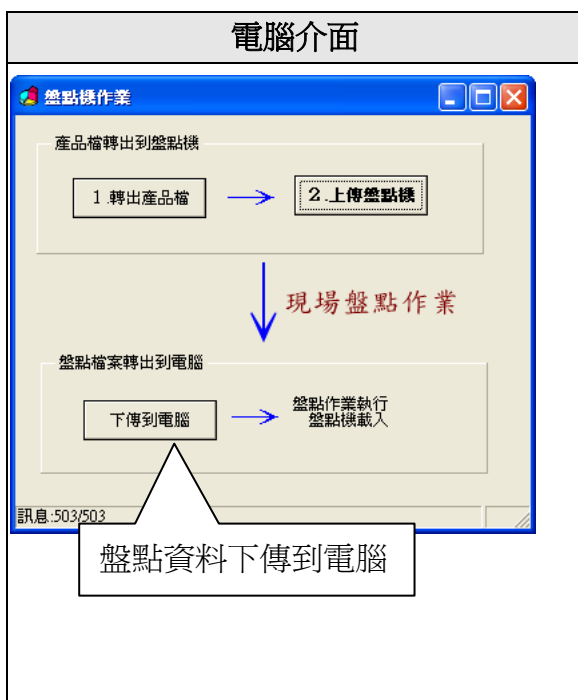 電腦介面
盤點機作業
產品檔轉出到盤點機
1.轉出產品檔
2.上傳盤點機
現場盤點作業
盤點檔案轉出到電腦
下傳到電腦
盤點作業執行
盤點機載入
訊息:503/503
盤點資料下傳到電腦